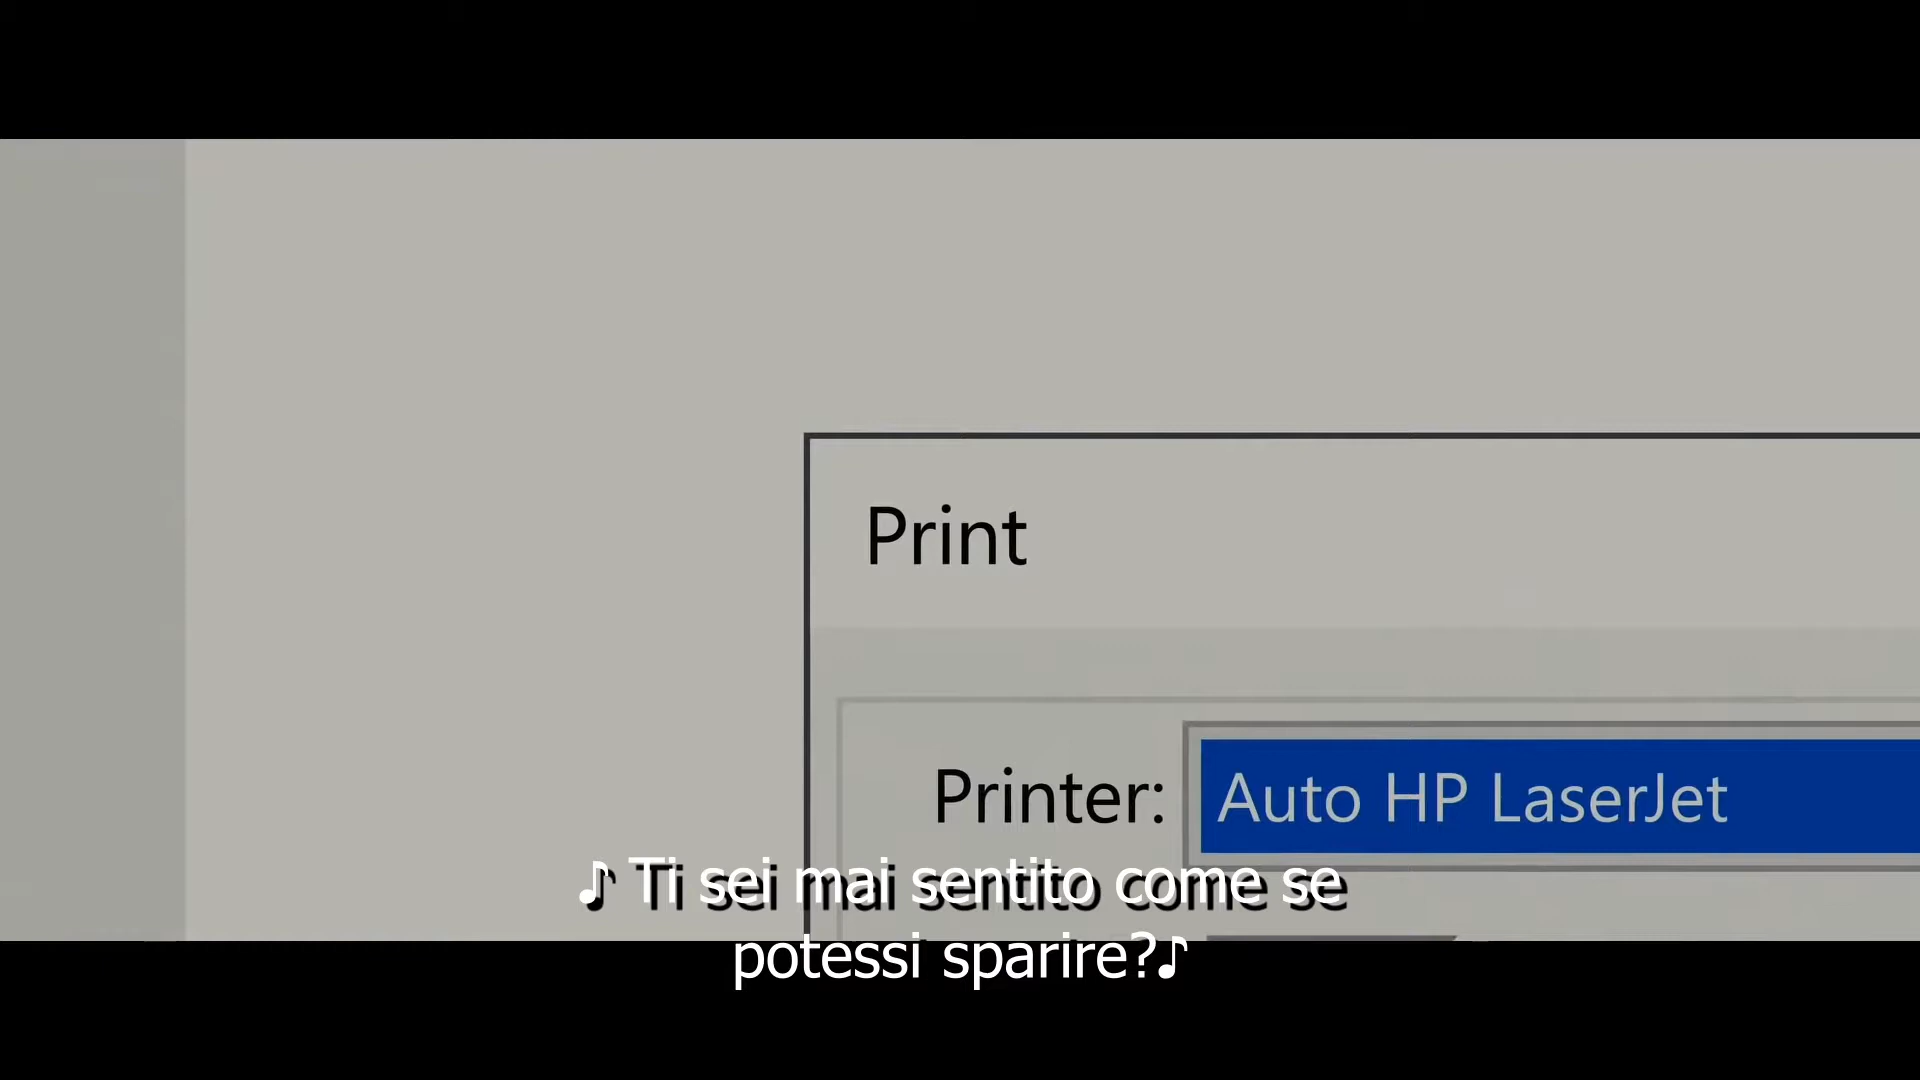 Print
Printer: Auto HP LaserJet
♪ Ti sei mai sentito come se
potessi sparire?♪